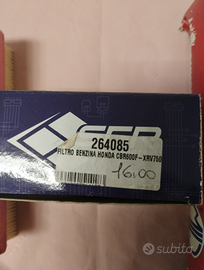 264085
FILTRO BENZINA HONDA CBR600F-XRV750
16,00
subito